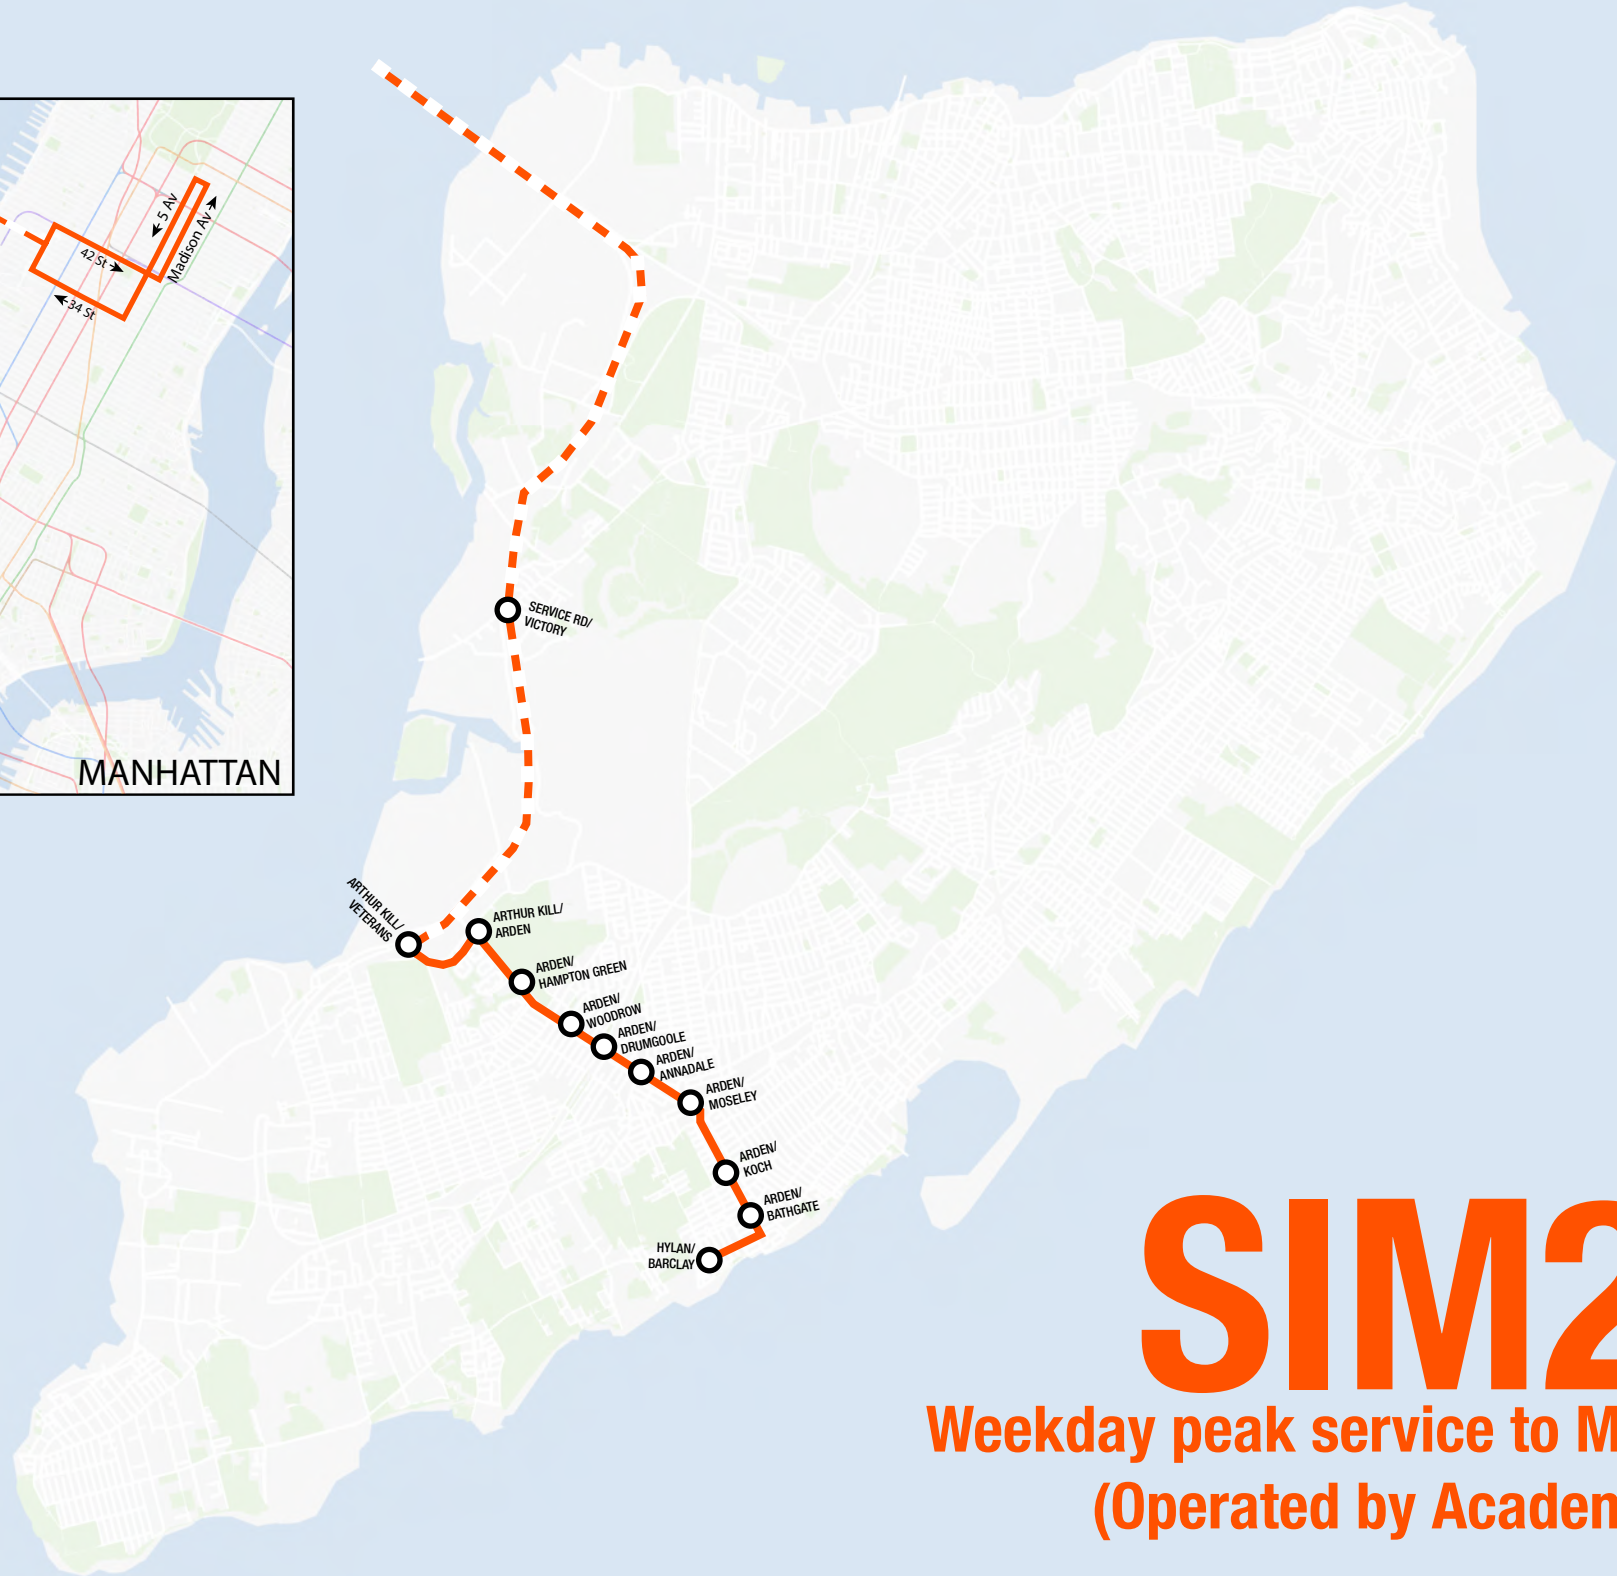 5 Av
Madison Av
42 St
34 St
MANHATTAN
SERVICE RD/
VICTORY
ARTHUR KILL/
VETERANS
ARTHUR KILL/
ARDEN
ARDEN/
HAMPTON GREEN
ARDEN/
WOODROW
ARDEN/
DRUMGOOLE
ARDEN/
ANNADALE
ARDEN/
MOSELEY
ARDEN/
KOCH
ARDEN/
BATHGATE
HYLAN/
BARCLAY
SIM2
Weekday peak service to M
(Operated by Academ